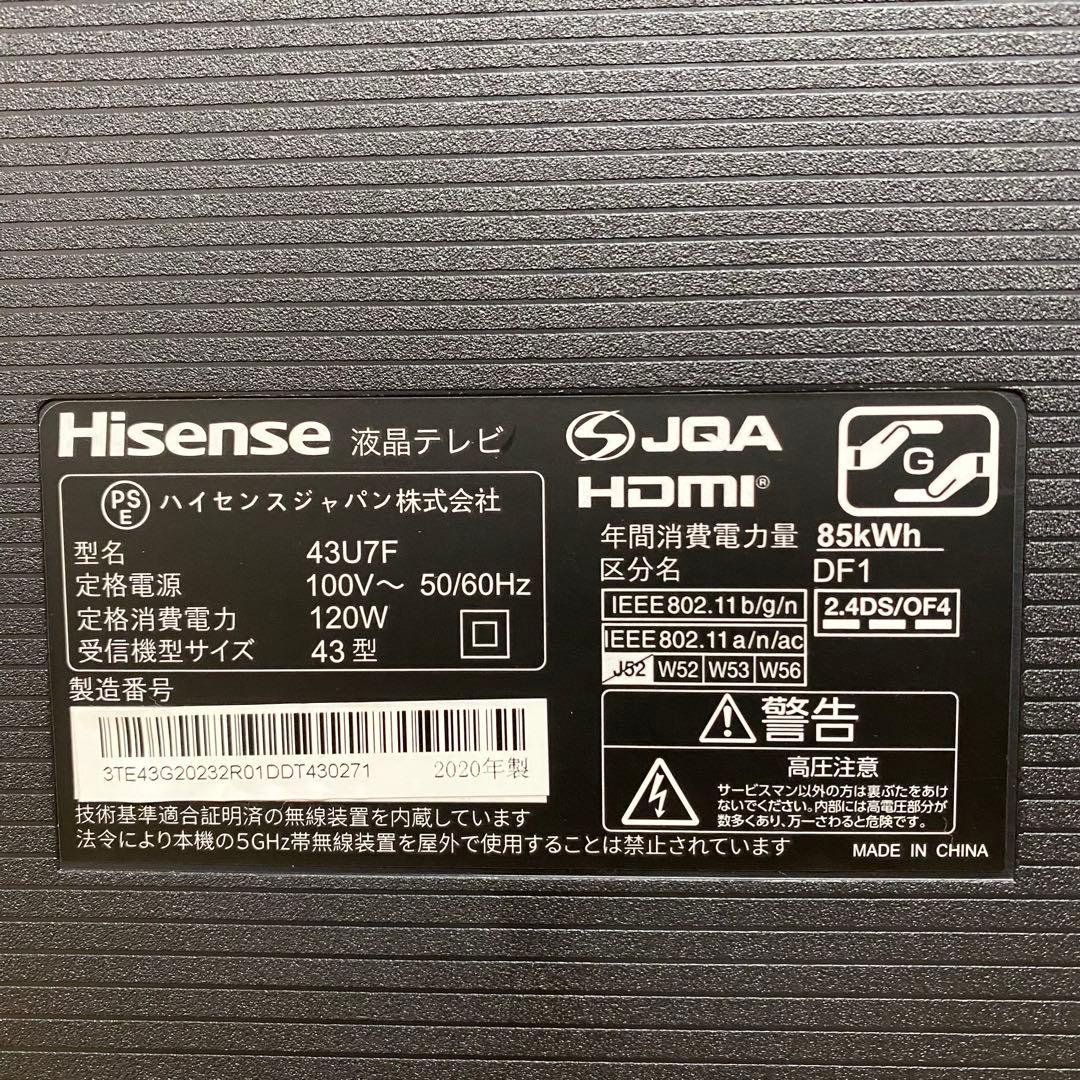 Hisense 液晶テレビ
PSE ハイセンスジャパン株式会社
型名 43U7F
定格電源 100V～ 50/60Hz
定格消費電力 120W
受信機型サイズ 43型
製造番号
3TE43G20232R01DDT430271 2020年製
JQA
HDMI®
G
年間消費電力量 85kWh
区分名 DF1
IEEE802.11b/g/n
2.4DS/OF4
IEEE802.11a/n/ac
J52 W52 W53 W56
警告
高圧注意
サービスマン以外の方は裏ぶたをあけ
ないでください。内部には高電圧部分が
数多くあり、万一さわると危険です。
技術基準適合証明済の無線装置を内蔵しています
法令により本機の5GHz帯無線装置を屋外で使用することは禁止されています
MADE IN CHINA